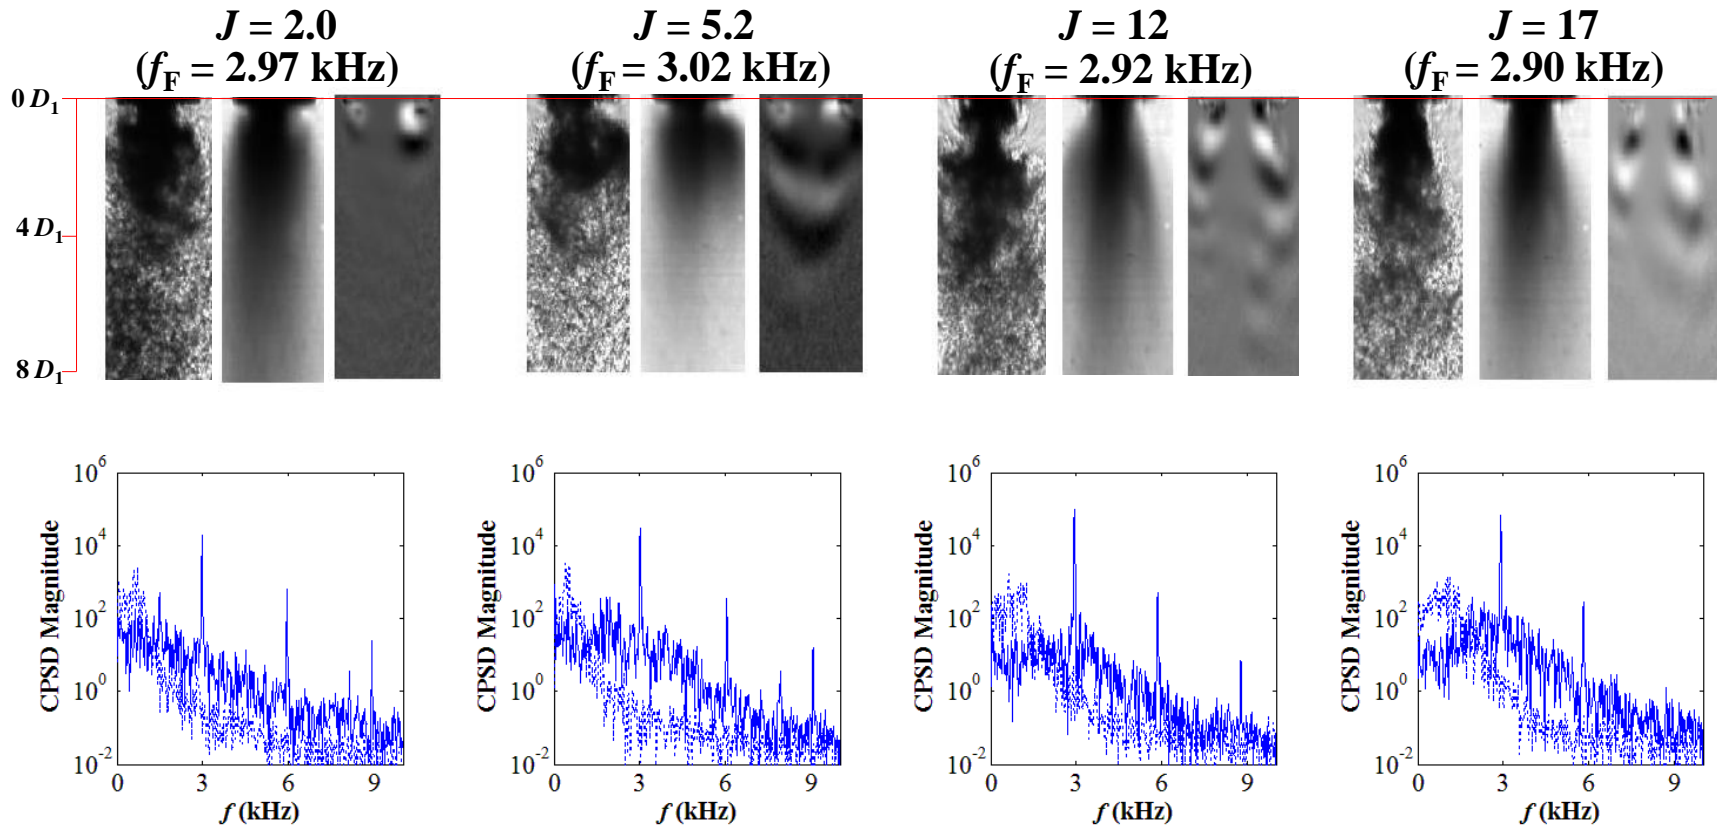 J = 2.0 J = 5.2 J = 12 J = 17
(fF = 2.97 kHz) (fF = 3.02 kHz) (fF = 2.92 kHz) (fF = 2.90 kHz)
0 D1
4 D1
8 D1
10^6 10^6 10^6 10^6
10^4 10^4 10^4 10^4
10^2 10^2 10^2 10^2
10^0 10^0 10^0 10^0
10^-2 10^-2 10^-2 10^-2
CPSD Magnitude CPSD Magnitude CPSD Magnitude CPSD Magnitude
0 3 6 9 0 3 6 9 0 3 6 9 0 3 6 9
f (kHz) f (kHz) f (kHz) f (kHz)